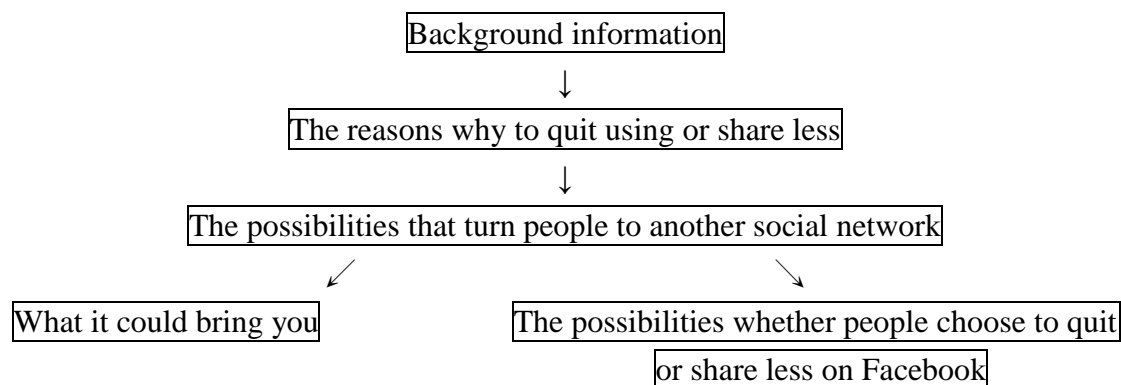 Background information
↓
The reasons why to quit using or share less
↓
The possibilities that turn people to another social network
↙ ↘
What it could bring you
The possibilities whether people choose to quit
or share less on Facebook